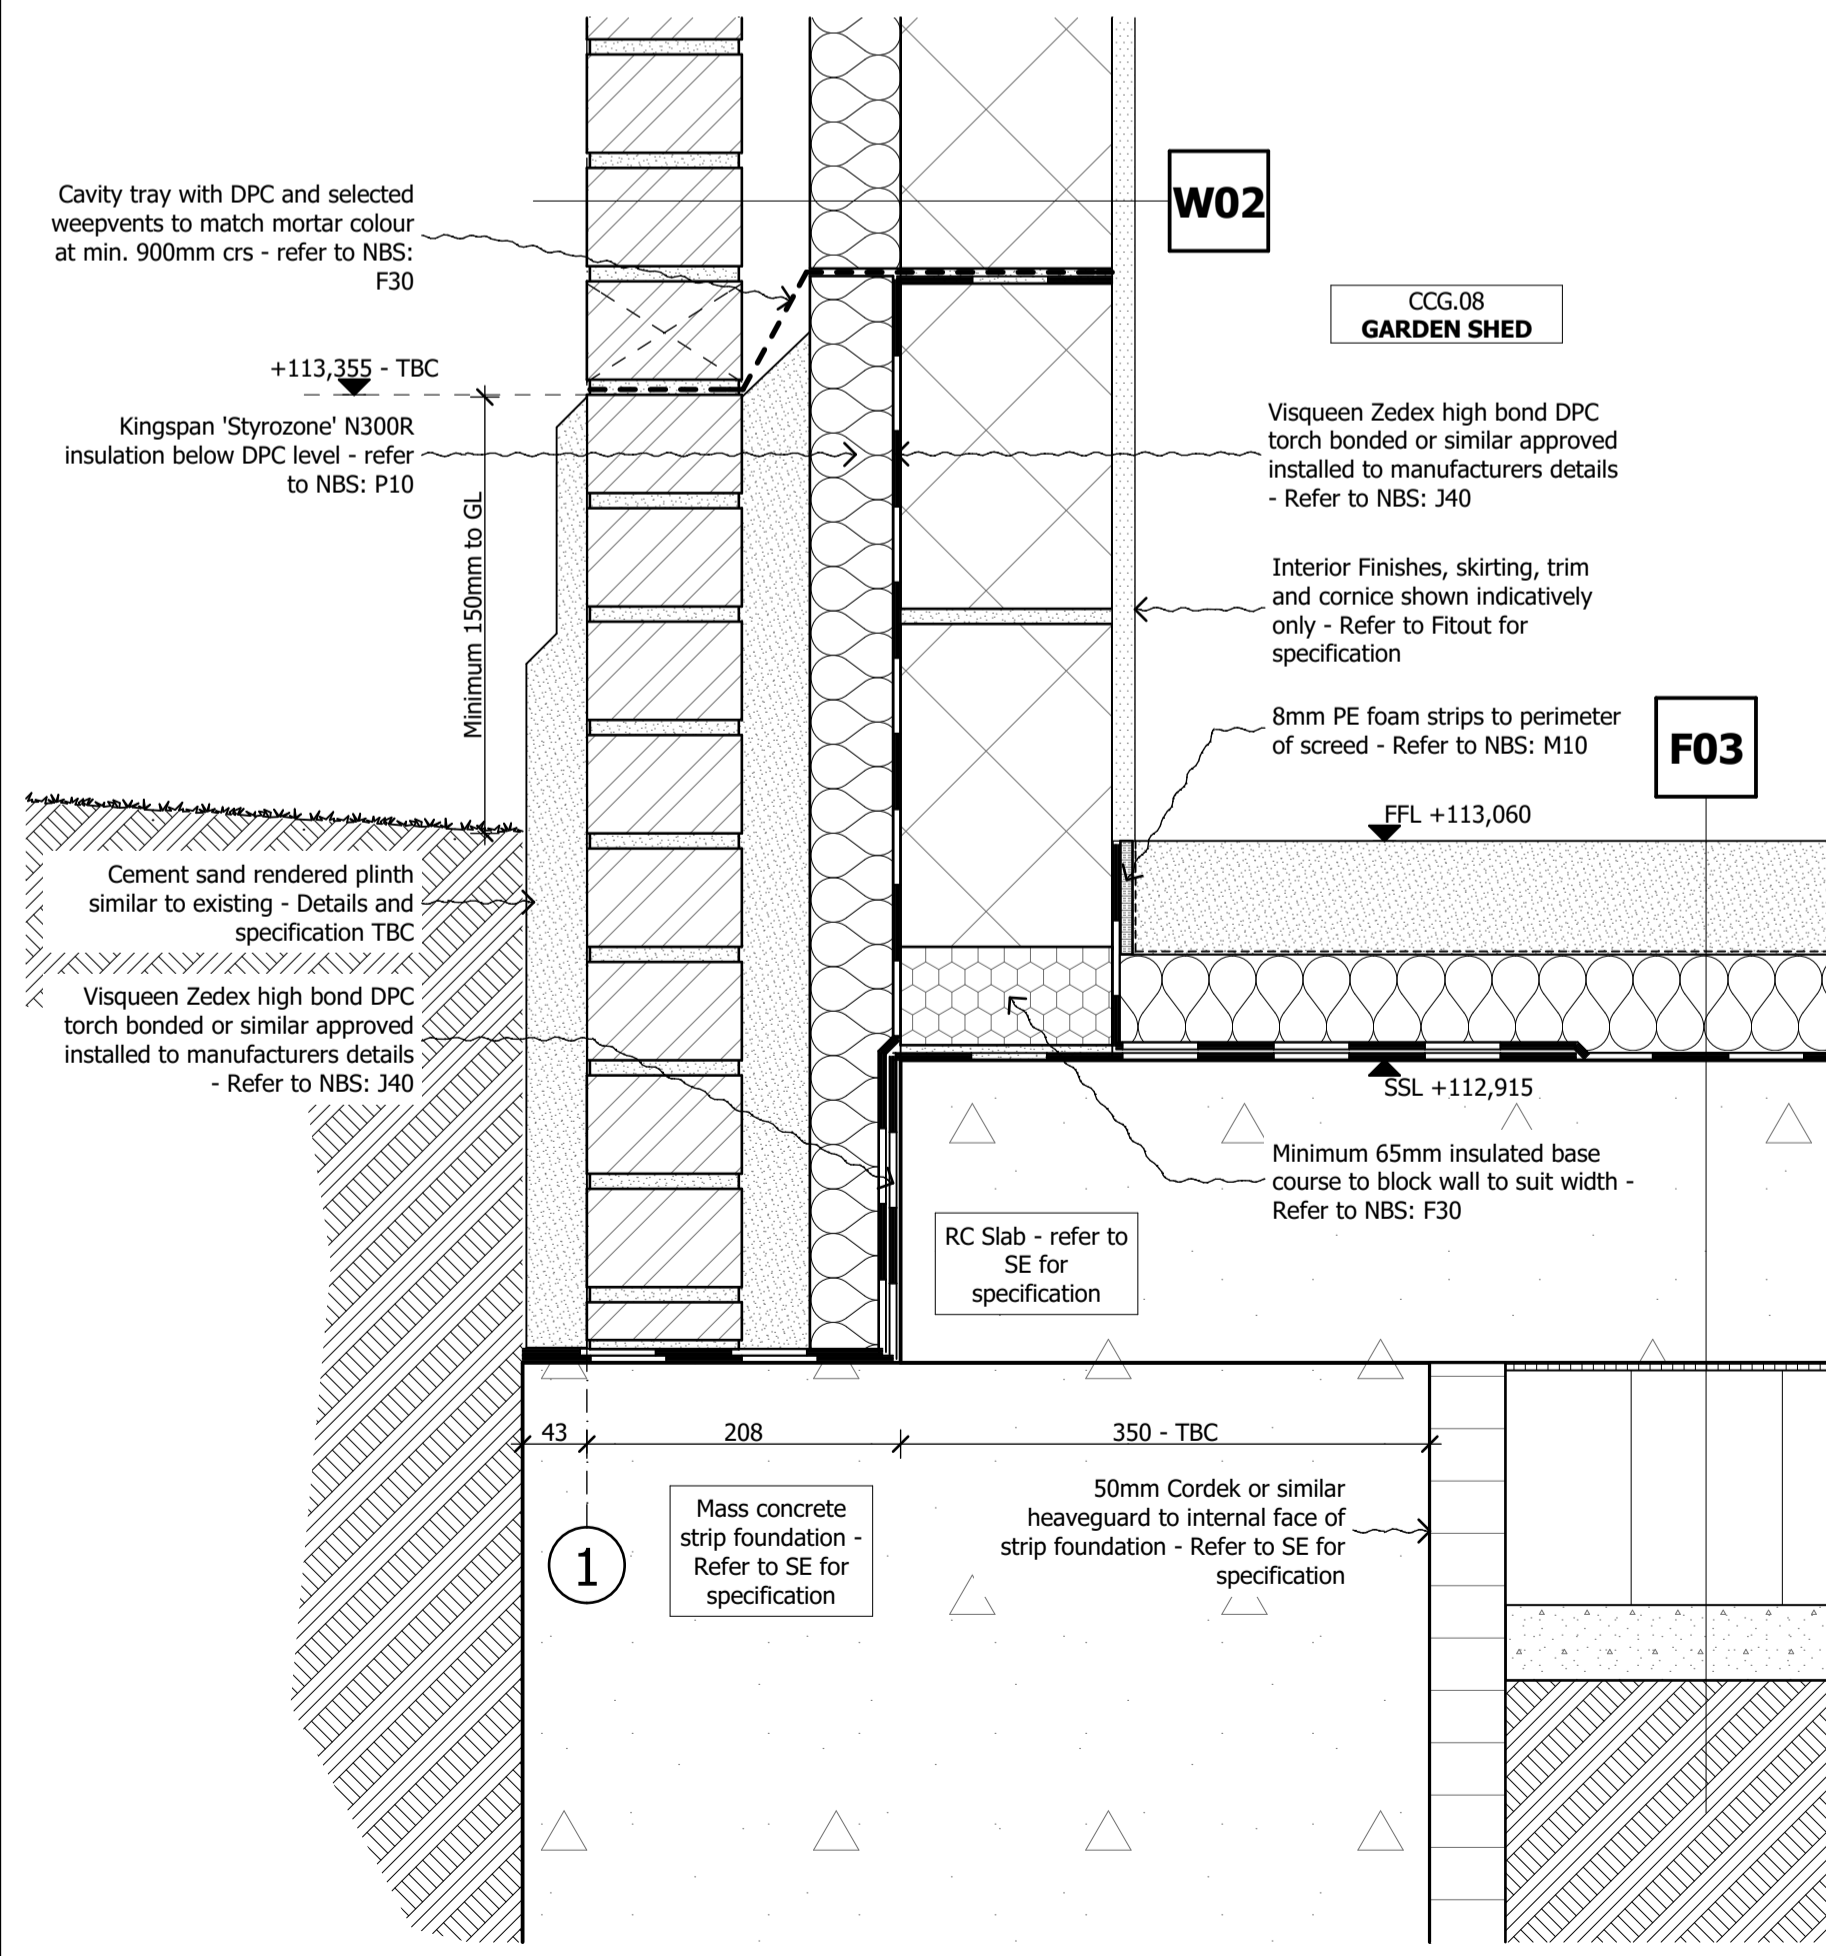 Cavity tray with DPC and selected
weepvents to match mortar colour
at min. 900mm crs - refer to NBS:
F30
W02
CCG.08
GARDEN SHED
+113,355 - TBC
Kingspan 'Styrozone' N300R
insulation below DPC level - refer
to NBS: P10
Minimum 150mm to GL
Visqueen Zedex high bond DPC
torch bonded or similar approved
installed to manufacturers details
- Refer to NBS: J40
Interior Finishes, skirting, trim
and cornice shown indicatively
only - Refer to Fitout for
specification
8mm PE foam strips to perimeter
of screed - Refer to NBS: M10
F03
FFL +113,060
Cement sand rendered plinth
similar to existing - Details and
specification TBC
Visqueen Zedex high bond DPC
torch bonded or similar approved
installed to manufacturers details
- Refer to NBS: J40
SSL +112,915
Minimum 65mm insulated base
course to block wall to suit width -
Refer to NBS: F30
RC Slab - refer to
SE for
specification
43
208
350 - TBC
Mass concrete
strip foundation -
Refer to SE for
specification
50mm Cordek or similar
heaveguard to internal face of
strip foundation - Refer to SE for
specification
1